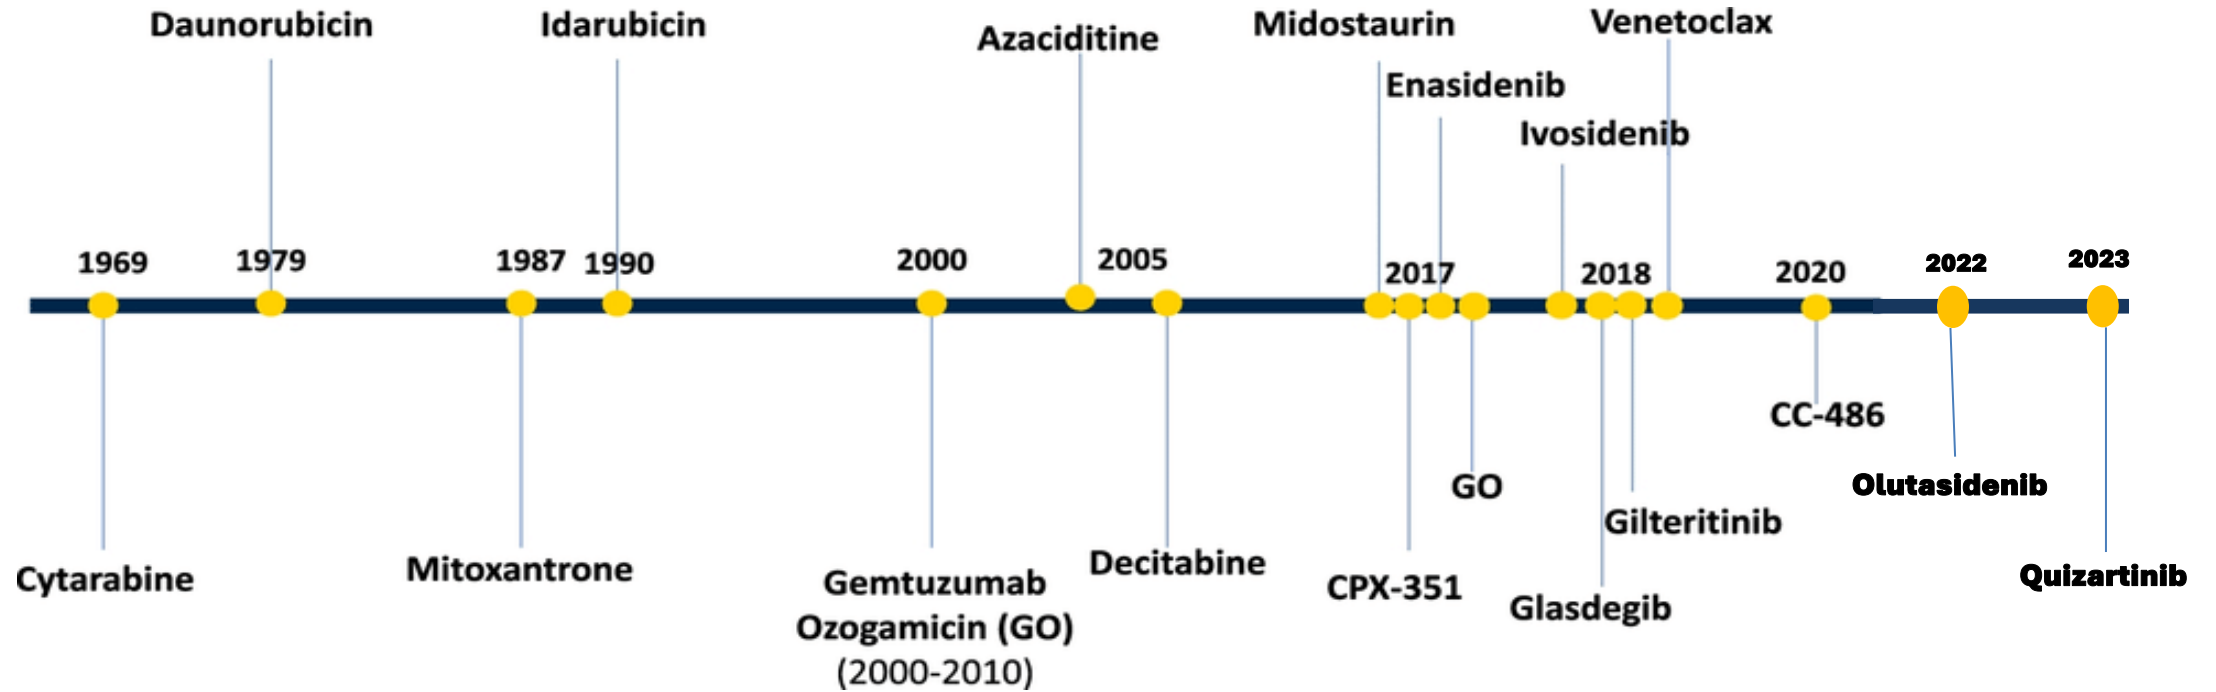 Daunorubicin
Idarubicin
Azaciditine
Midostaurin
Venetoclax
Enasidenib
Ivosidenib
1969
1979
1987
1990
2000
2005
2017
2018
2020
2022
2023
CC-486
GO
Olutasidenib
Gilteritinib
Cytarabine
Mitoxantrone
Gemtuzumab
Ozogamicin (GO)
(2000-2010)
Decitabine
CPX-351
Glasdegib
Quizartinib